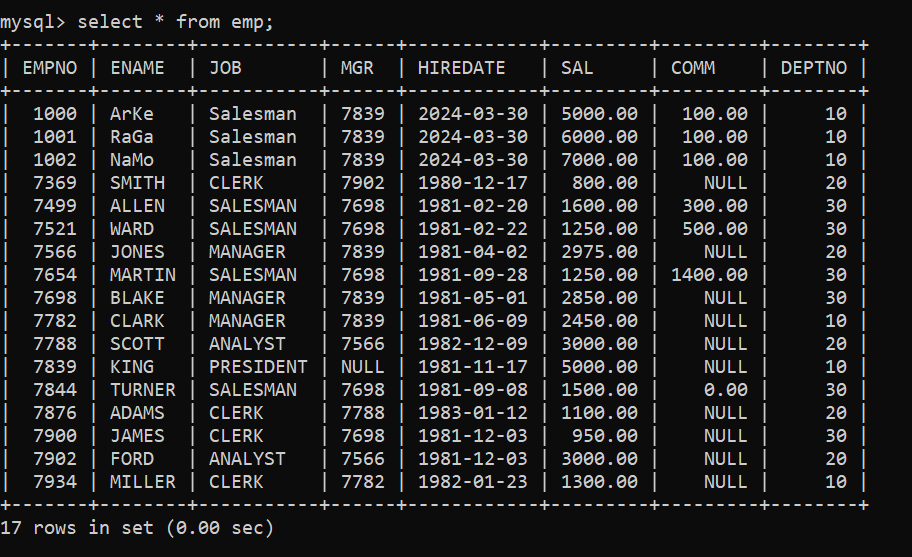 mysql> select * from emp;
+-------+--------+-----------+------+------------+---------+---------+--------+
| EMPNO | ENAME  | JOB       | MGR  | HIREDATE   | SAL     | COMM    | DEPTNO |
+-------+--------+-----------+------+------------+---------+---------+--------+
|  1000 | ArKe   | Salesman  | 7839 | 2024-03-30 | 5000.00 |  100.00 |     10 |
|  1001 | RaGa   | Salesman  | 7839 | 2024-03-30 | 6000.00 |  100.00 |     10 |
|  1002 | NaMo   | Salesman  | 7839 | 2024-03-30 | 7000.00 |  100.00 |     10 |
|  7369 | SMITH  | CLERK     | 7902 | 1980-12-17 |  800.00 |    NULL |     20 |
|  7499 | ALLEN  | SALESMAN  | 7698 | 1981-02-20 | 1600.00 |  300.00 |     30 |
|  7521 | WARD   | SALESMAN  | 7698 | 1981-02-22 | 1250.00 |  500.00 |     30 |
|  7566 | JONES  | MANAGER   | 7839 | 1981-04-02 | 2975.00 |    NULL |     20 |
|  7654 | MARTIN | SALESMAN  | 7698 | 1981-09-28 | 1250.00 | 1400.00 |     30 |
|  7698 | BLAKE  | MANAGER   | 7839 | 1981-05-01 | 2850.00 |    NULL |     30 |
|  7782 | CLARK  | MANAGER   | 7839 | 1981-06-09 | 2450.00 |    NULL |     10 |
|  7788 | SCOTT  | ANALYST   | 7566 | 1982-12-09 | 3000.00 |    NULL |     20 |
|  7839 | KING   | PRESIDENT | NULL | 1981-11-17 | 5000.00 |    NULL |     10 |
|  7844 | TURNER | SALESMAN  | 7698 | 1981-09-08 | 1500.00 |    0.00 |     30 |
|  7876 | ADAMS  | CLERK     | 7788 | 1983-01-12 | 1100.00 |    NULL |     20 |
|  7900 | JAMES  | CLERK     | 7698 | 1981-12-03 |  950.00 |    NULL |     30 |
|  7902 | FORD   | ANALYST   | 7566 | 1981-12-03 | 3000.00 |    NULL |     20 |
|  7934 | MILLER | CLERK     | 7782 | 1982-01-23 | 1300.00 |    NULL |     10 |
+-------+--------+-----------+------+------------+---------+---------+--------+
17 rows in set (0.00 sec)